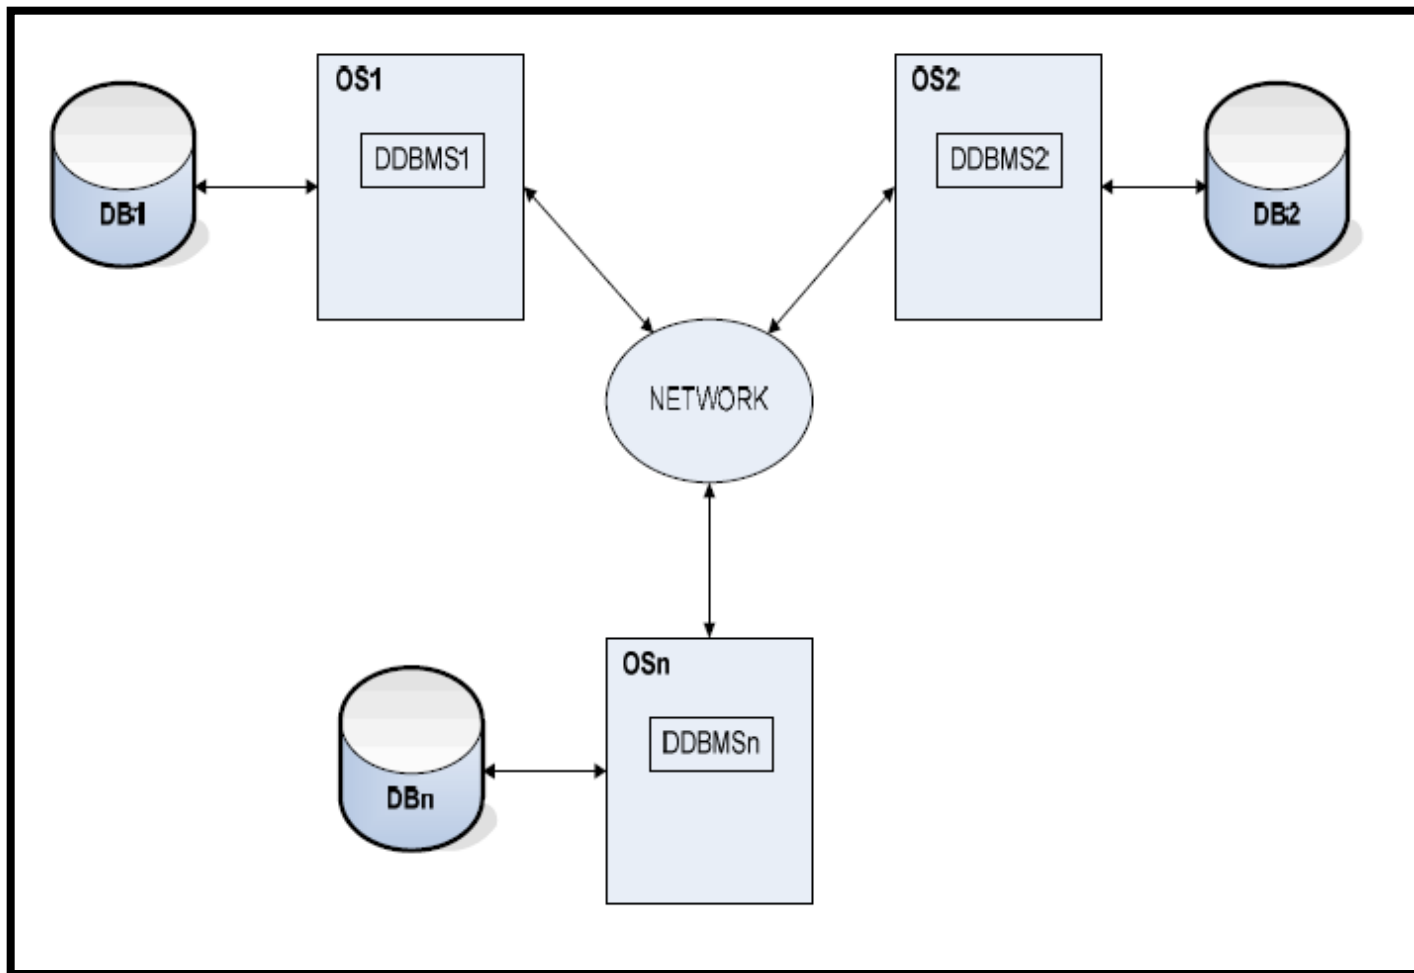 OS1
DDBMS1
DB1
OS2
DDBMS2
DB2
NETWORK
OSn
DDBMSn
DBn